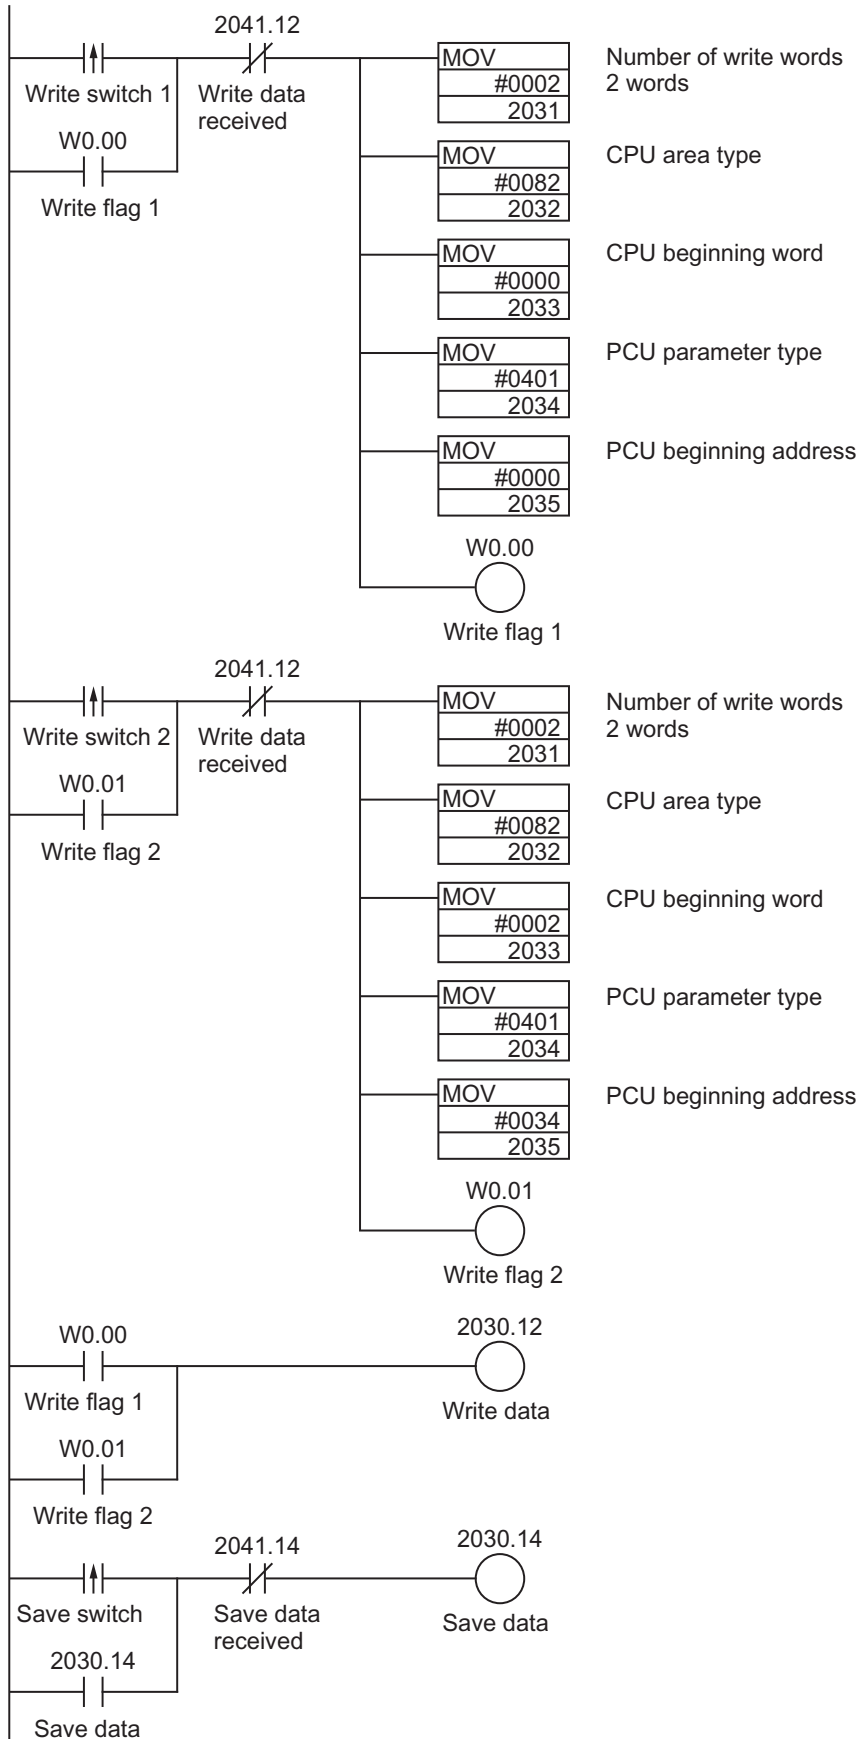 2041.12
Write switch 1
Write data
received
W0.00
Write flag 1
MOV
#0002
2031
Number of write words
2 words
MOV
#0082
2032
CPU area type
MOV
#0000
2033
CPU beginning word
MOV
#0401
2034
PCU parameter type
MOV
#0000
2035
PCU beginning address
W0.00
Write flag 1
2041.12
Write switch 2
Write data
received
W0.01
Write flag 2
MOV
#0002
2031
Number of write words
2 words
MOV
#0082
2032
CPU area type
MOV
#0002
2033
CPU beginning word
MOV
#0401
2034
PCU parameter type
MOV
#0034
2035
PCU beginning address
W0.01
Write flag 2
W0.00
Write flag 1
2030.12
Write data
W0.01
Write flag 2
2041.14
2030.14
Save switch
Save data
received
Save data
2030.14
Save data